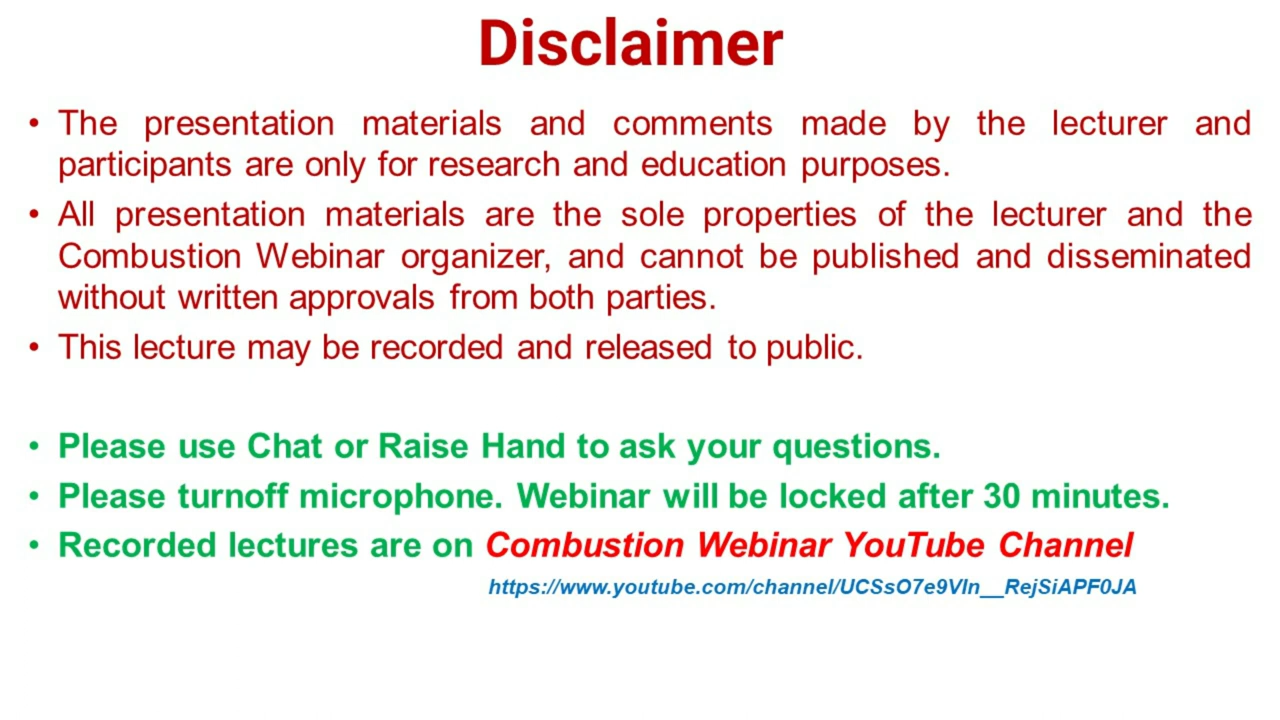 Disclaimer
• The presentation materials and comments made by the lecturer and
participants are only for research and education purposes.
• All presentation materials are the sole properties of the lecturer and the
Combustion Webinar organizer, and cannot be published and disseminated
without written approvals from both parties.
• This lecture may be recorded and released to public.
• Please use Chat or Raise Hand to ask your questions.
• Please turnoff microphone. Webinar will be locked after 30 minutes.
• Recorded lectures are on Combustion Webinar YouTube Channel
https://www.youtube.com/channel/UCSsO7e9VIn__RejSiAPF0JA